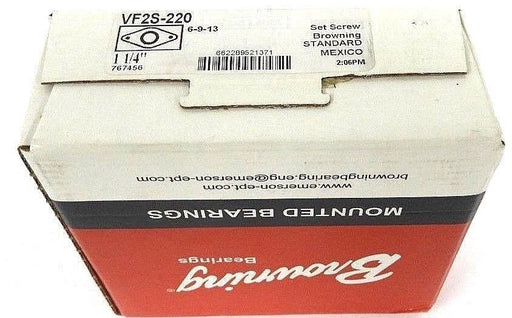 VF2S-220
6-9-13
1 1/4"
767456
662289521371
Set Screw
Browning
STANDARD
MEXICO
2:06PM
browningbearing.eng@emerson-ept.com
www.emerson-ept.com
MOUNTED BEARINGS
Browning®
Bearings